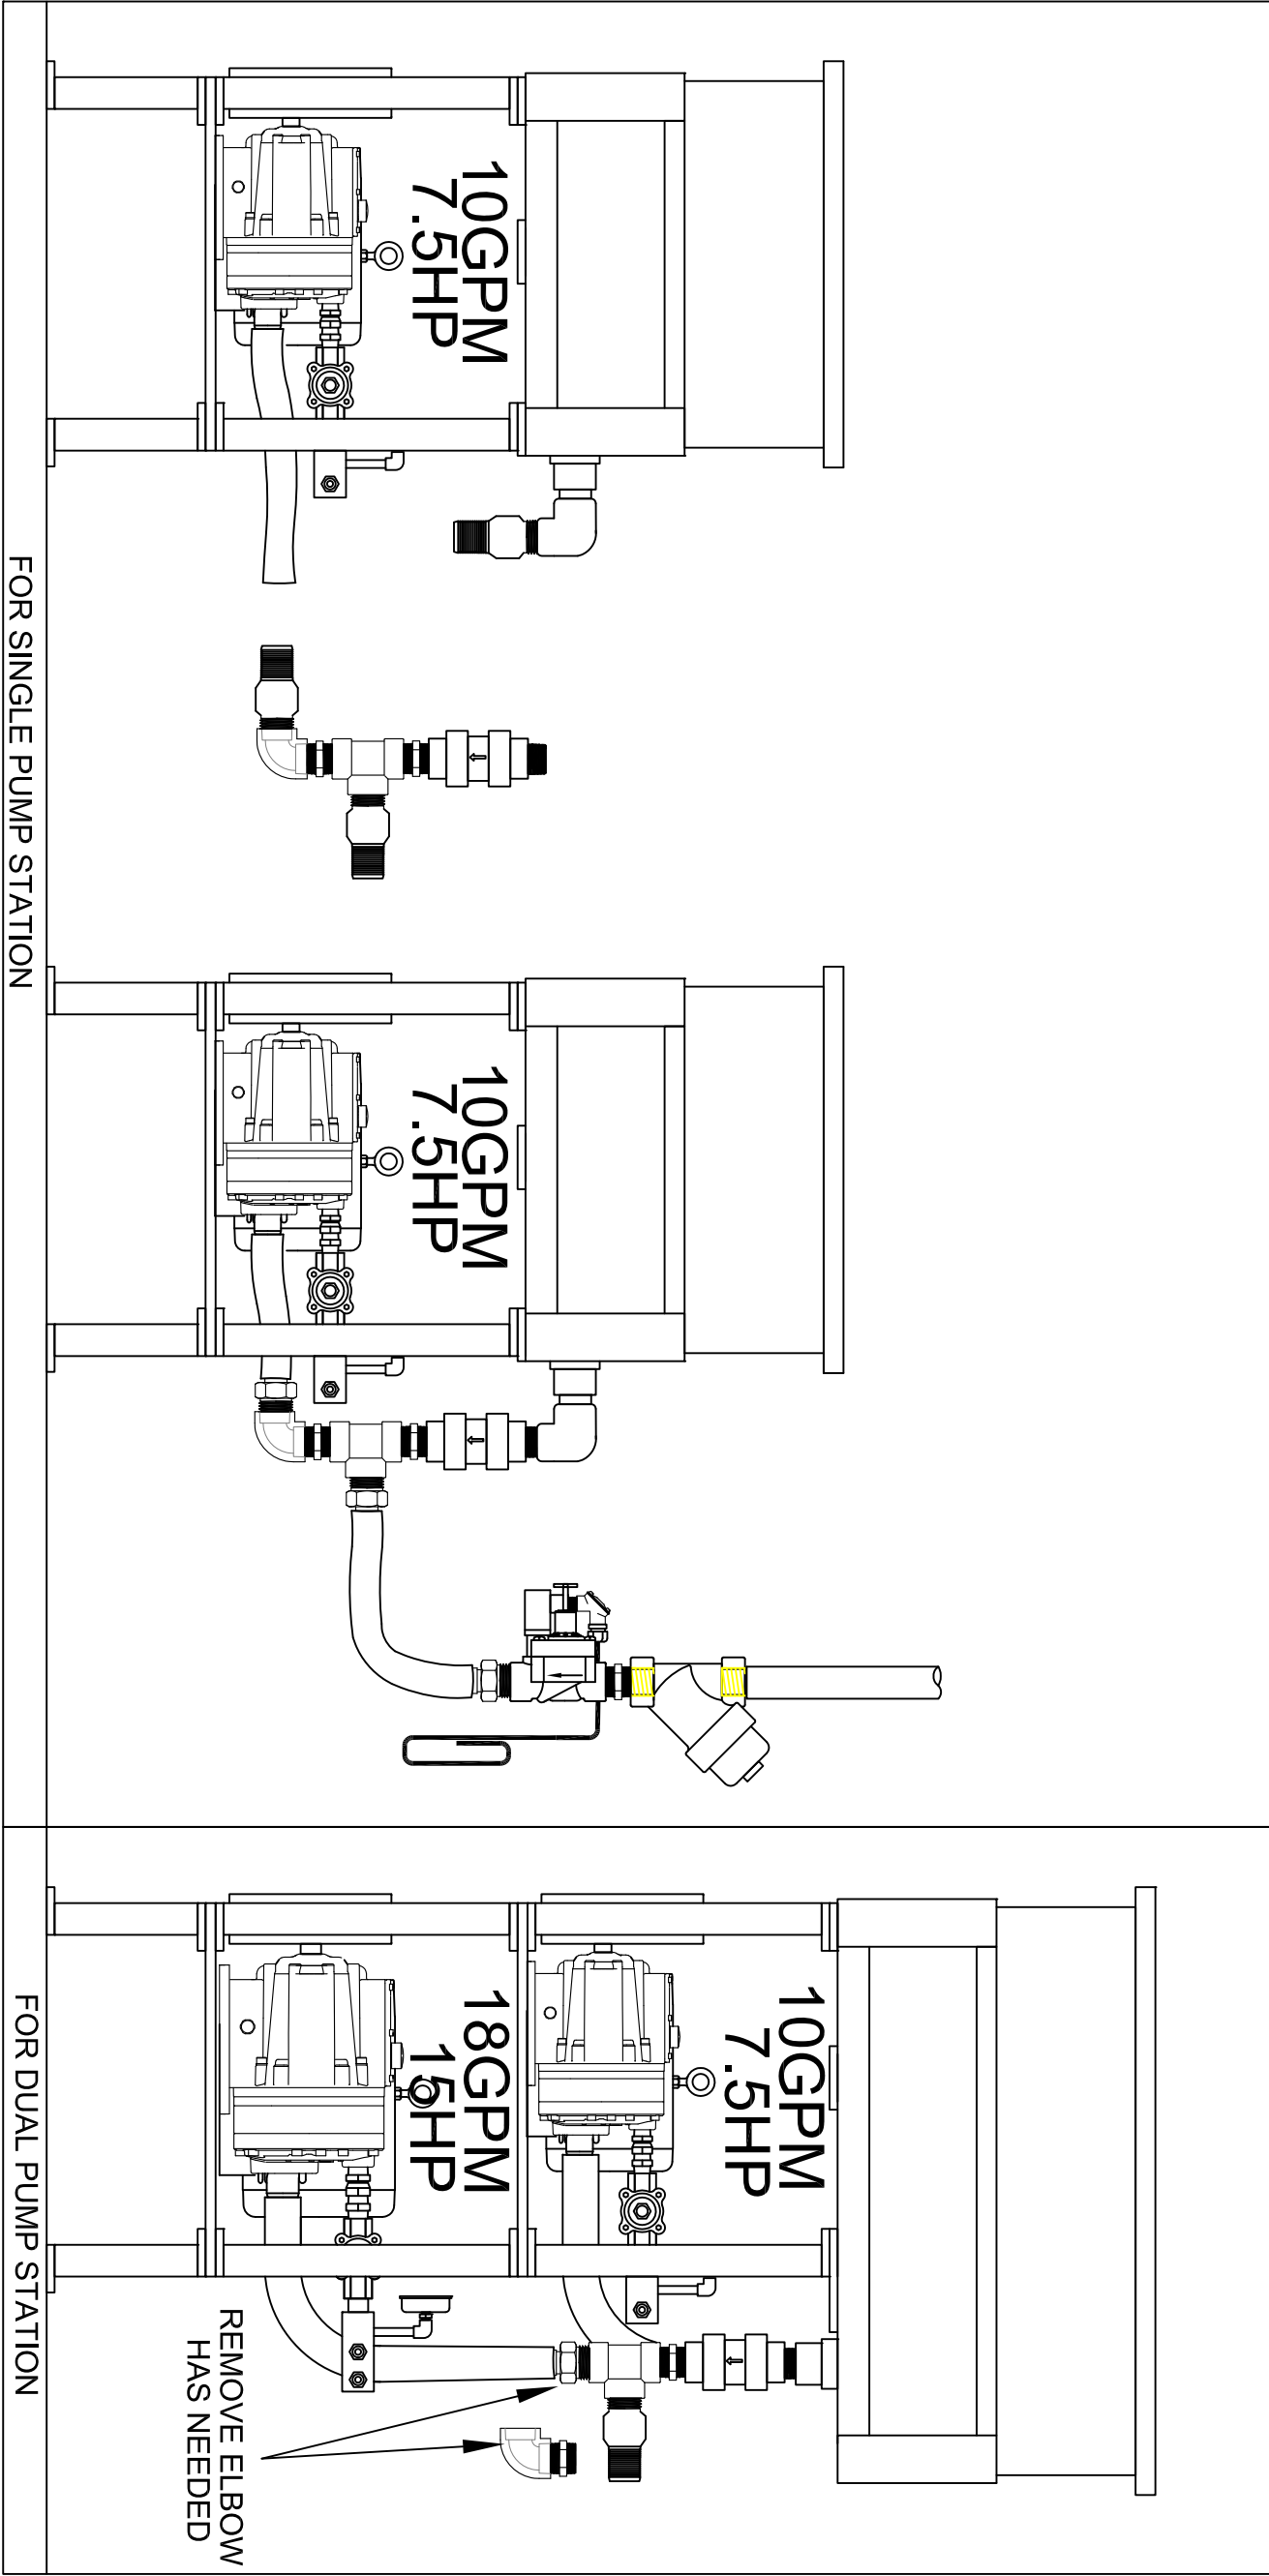 10GPM
7.5HP
10GPM
7.5HP
FOR SINGLE PUMP STATION
10GPM
7.5HP
18GPM
15HP
REMOVE ELBOW
HAS NEEDED
FOR DUAL PUMP STATION